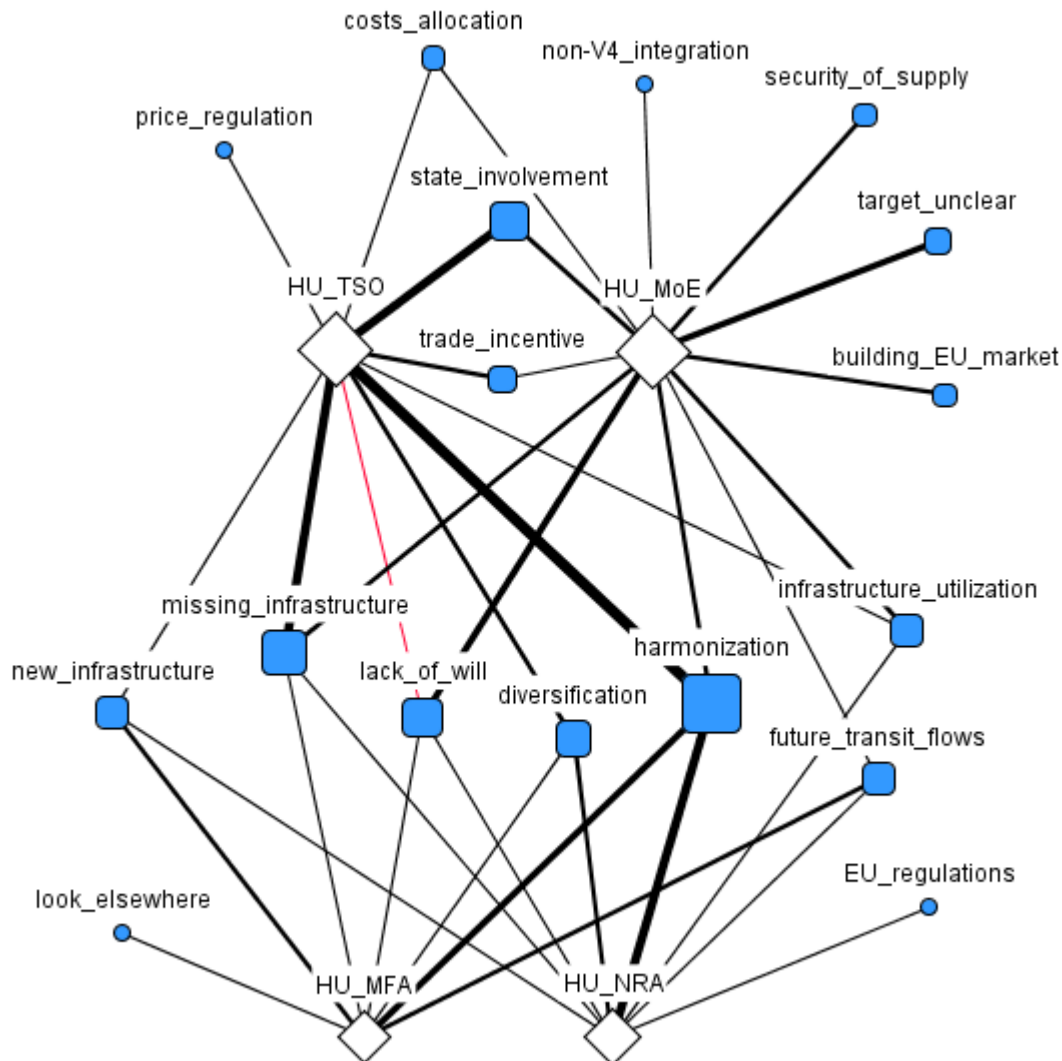 costs_allocation
non-V4_integration
security_of_supply
price_regulation
state_involvement
target_unclear
HU_TSO
HU_MoE
trade_incentive
building_EU_market
missing_infrastructure
infrastructure_utilization
new_infrastructure
lack_of_will
harmonization
diversification
future_transit_flows
look_elsewhere
EU_regulations
HU_MFA
HU_NRA